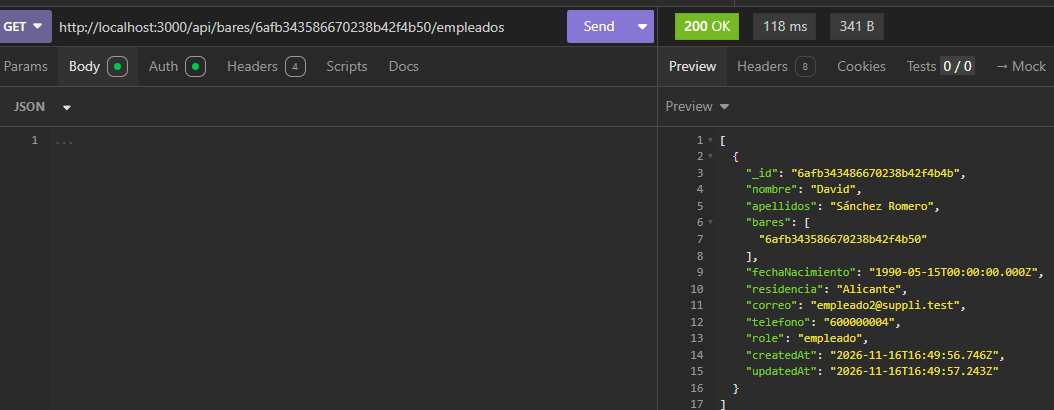 GET http://localhost:3000/api/bares/6afb343586670238b42f4b50/empleados Send 200 OK 118 ms 341 B
Params Body Auth Headers 4 Scripts Docs Preview Headers 8 Cookies Tests 0 / 0 → Mock
JSON Preview
1 ...
1 [
2 {
3 "_id": "6afb343486670238b42f4b4b",
4 "nombre": "David",
5 "apellidos": "Sánchez Romero",
6 "bares": [
7 "6afb343586670238b42f4b50"
8 ],
9 "fechaNacimiento": "1990-05-15T00:00:00.000Z",
10 "residencia": "Alicante",
11 "correo": "empleado2@suppli.test",
12 "telefono": "600000004",
13 "role": "empleado",
14 "createdAt": "2026-11-16T16:49:56.746Z",
15 "updatedAt": "2026-11-16T16:49:57.243Z"
16 }
17 ]